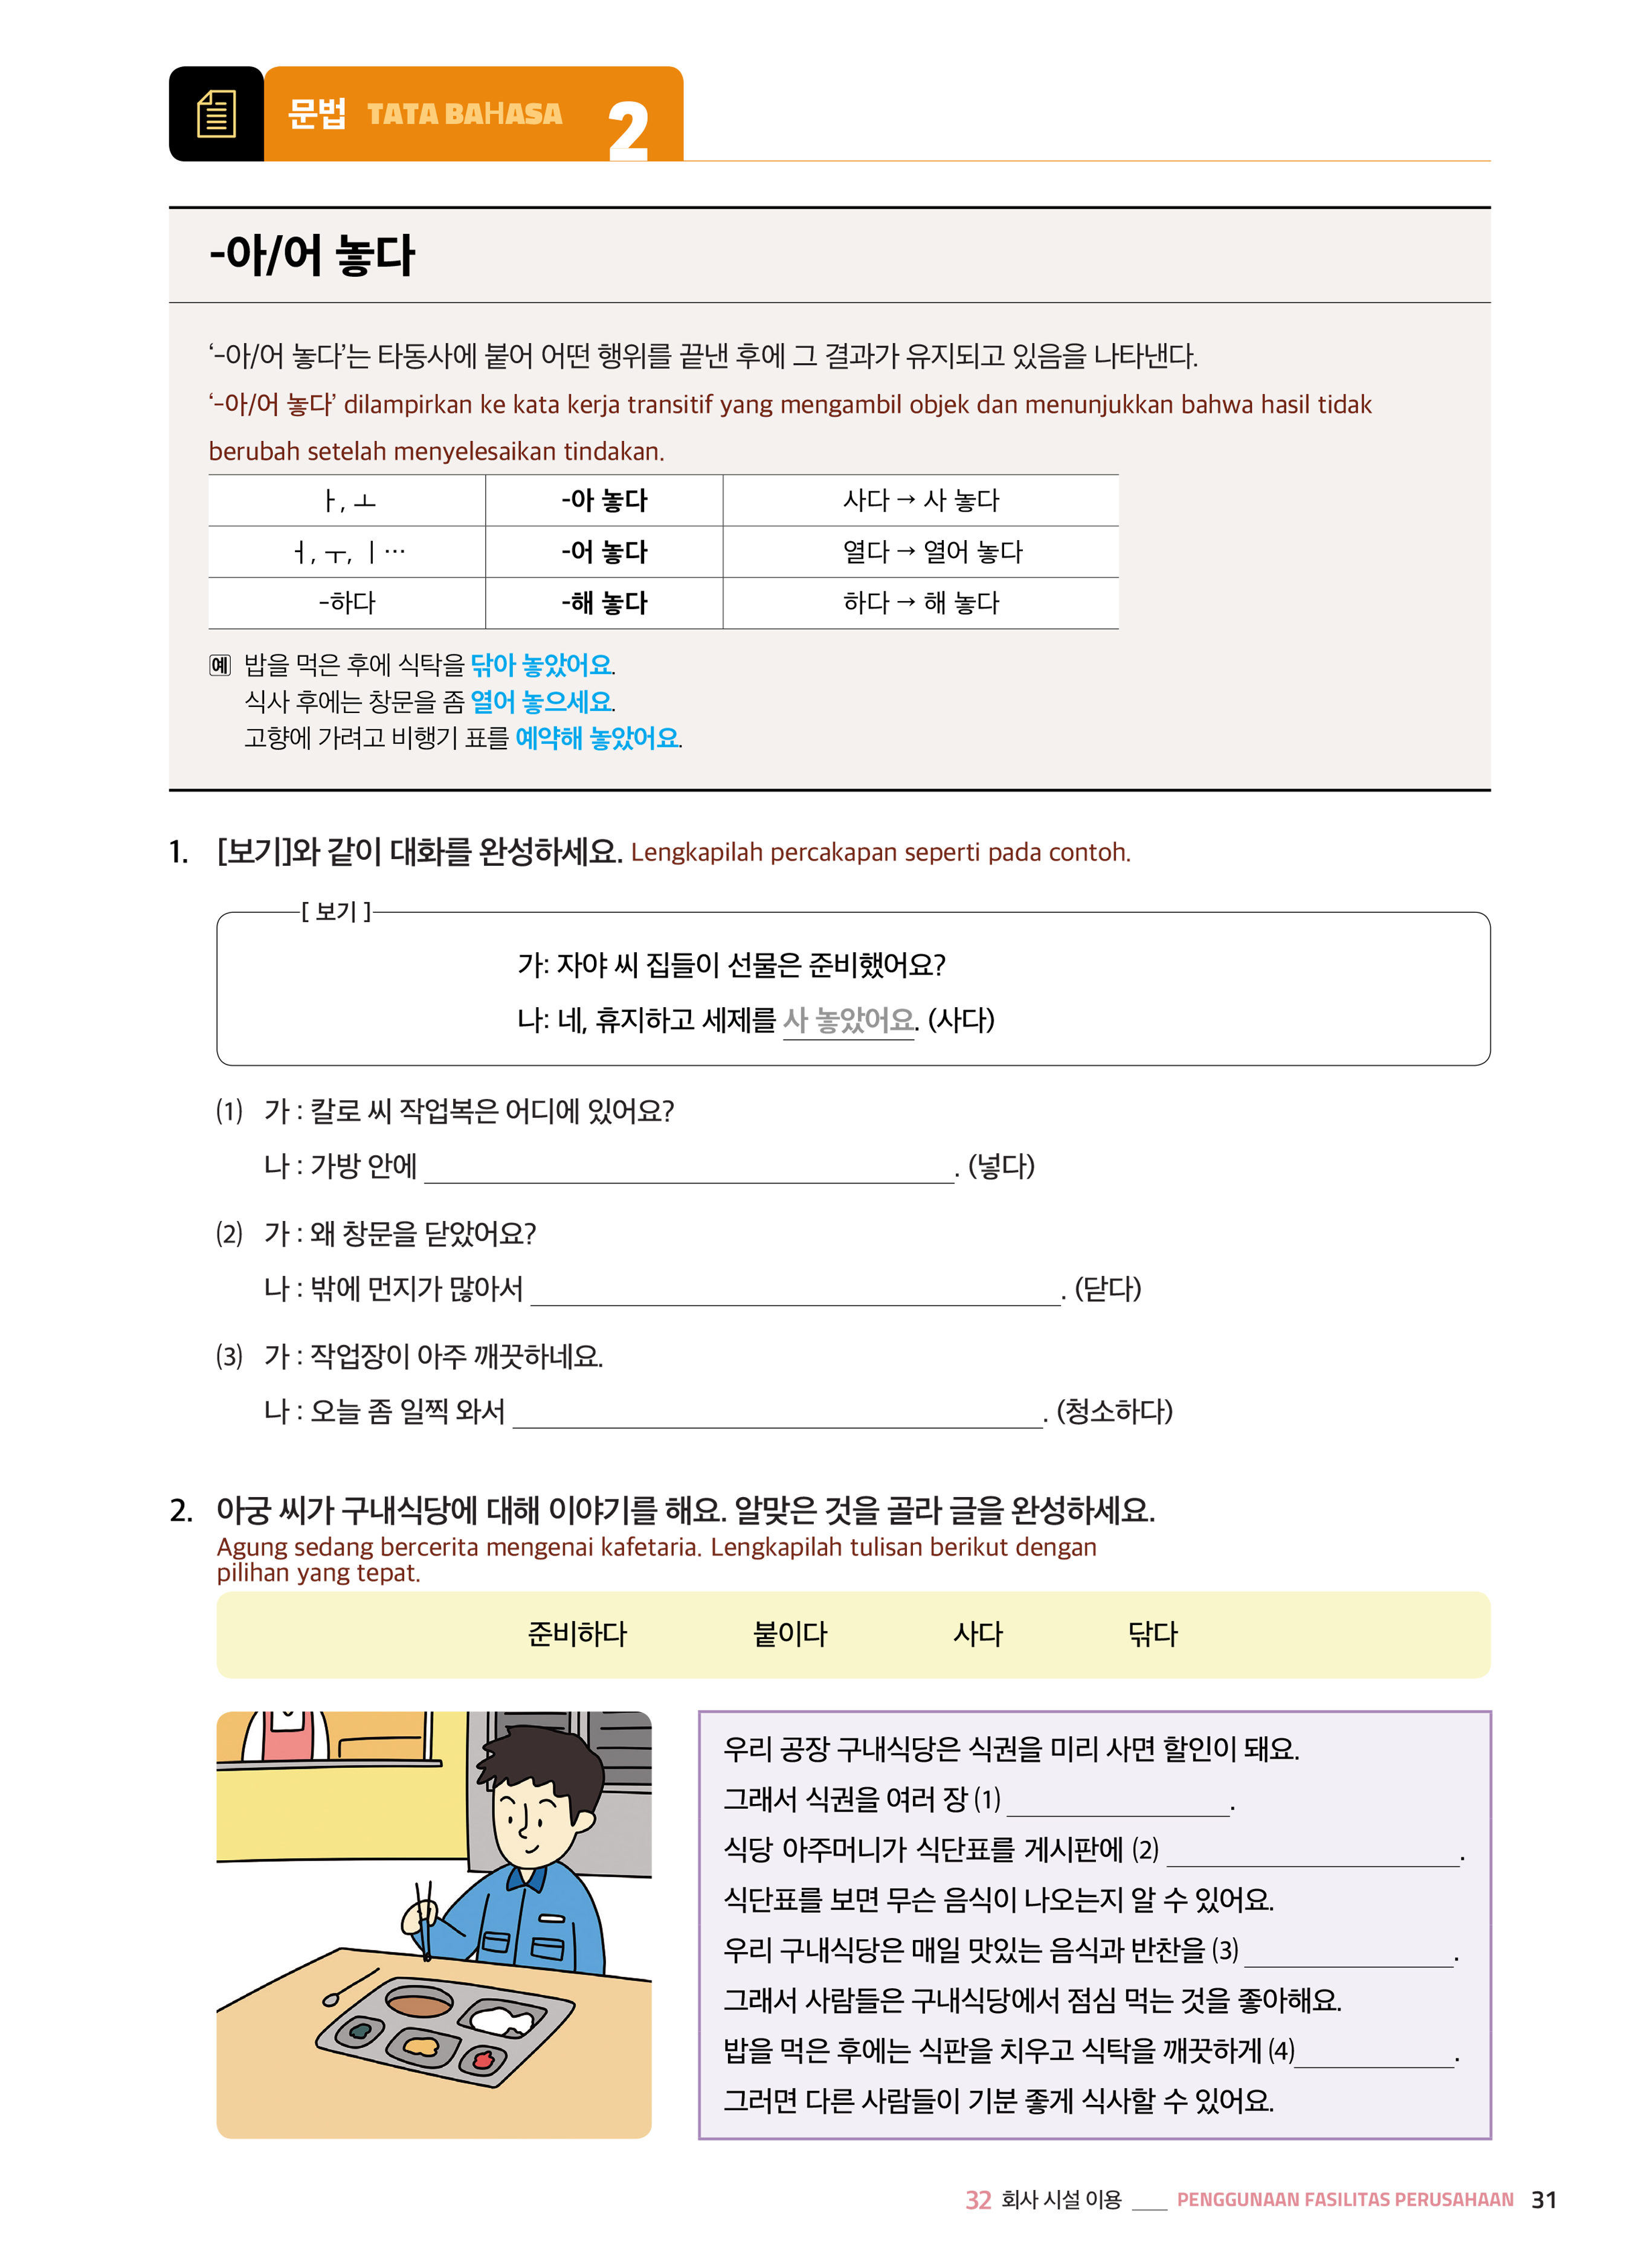 문법 TATA BAHASA 2
-아/어 놓다
‘-아/어 놓다’는 타동사에 붙어 어떤 행위를 끝낸 후에 그 결과가 유지되고 있음을 나타낸다.
‘-아/어 놓다’ dilampirkan ke kata kerja transitif yang mengambil objek dan menunjukkan bahwa hasil tidak
berubah setelah menyelesaikan tindakan.
ㅏ, ㅗ -아 놓다 사다 → 사 놓다
ㅓ, ㅜ, ㅣ… -어 놓다 열다 → 열어 놓다
-하다 -해 놓다 하다 → 해 놓다
예 밥을 먹은 후에 식탁을 닦아 놓았어요.
식사 후에는 창문을 좀 열어 놓으세요.
고향에 가려고 비행기 표를 예약해 놓았어요.
1. [보기]와 같이 대화를 완성하세요. Lengkapilah percakapan seperti pada contoh.
[ 보기 ]
가: 자야 씨 집들이 선물은 준비했어요?
나: 네, 휴지하고 세제를 사 놓았어요. (사다)
(1) 가 : 칼로 씨 작업복은 어디에 있어요?
나 : 가방 안에 ____________. (넣다)
(2) 가 : 왜 창문을 닫았어요?
나 : 밖에 먼지가 많아서 ____________. (닫다)
(3) 가 : 작업장이 아주 깨끗하네요.
나 : 오늘 좀 일찍 와서 ____________. (청소하다)
2. 아궁 씨가 구내식당에 대해 이야기를 해요. 알맞은 것을 골라 글을 완성하세요.
Agung sedang bercerita mengenai kafetaria. Lengkapilah tulisan berikut dengan
pilihan yang tepat.
준비하다 붙이다 사다 닦다
우리 공장 구내식당은 식권을 미리 사면 할인이 돼요.
그래서 식권을 여러 장 (1) ____________.
식당 아주머니가 식단표를 게시판에 (2) ____________.
식단표를 보면 무슨 음식이 나오는지 알 수 있어요.
우리 구내식당은 매일 맛있는 음식과 반찬을 (3) ____________.
그래서 사람들은 구내식당에서 점심 먹는 것을 좋아해요.
밥을 먹은 후에는 식판을 치우고 식탁을 깨끗하게 (4)____________.
그러면 다른 사람들이 기분 좋게 식사할 수 있어요.
32 회사 시설 이용 ___ PENGGUNAAN FASILITAS PERUSAHAAN 31